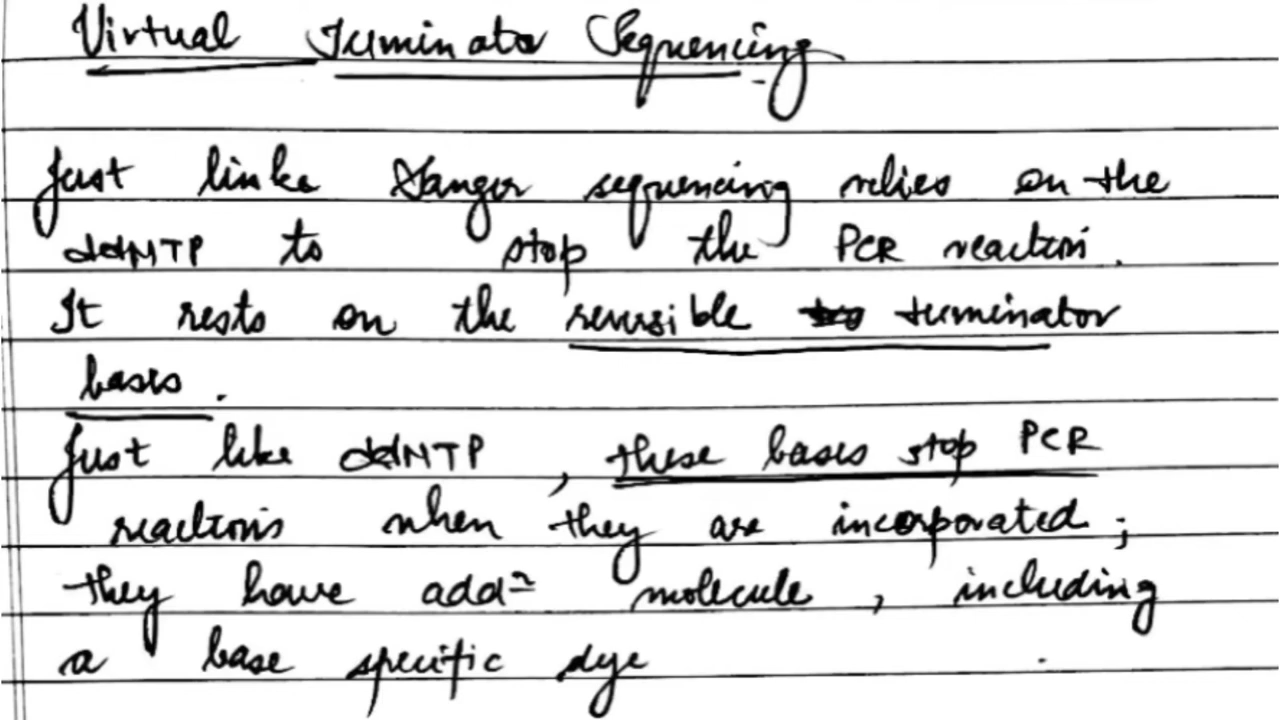 Virtual Terminator Sequencing
Just linke Sanger sequencing relies on the
ddNTP to stop the PCR reaction.
It rests on the reversible terminator
bases.
Just like ddNTP, these bases stop PCR
reactions when they are incorporated;
they have addn molecule, including
a base specific dye